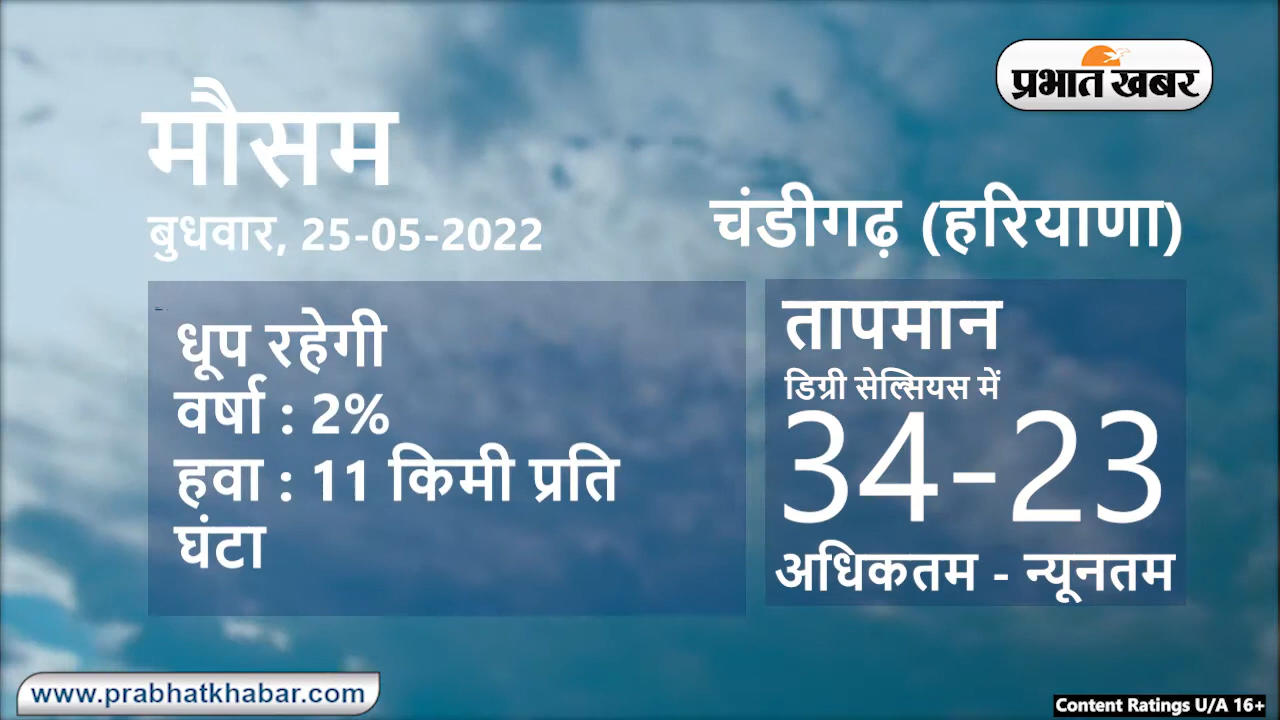 प्रभात खबर
मौसम
बुधवार, 25-05-2022
चंडीगढ़ (हरियाणा)
धूप रहेगी
वर्षा : 2%
हवा : 11 किमी प्रति
घंटा
तापमान
डिग्री सेल्सियस में
34-23
अधिकतम - न्यूनतम
www.prabhatkhabar.com
Content Ratings U/A 16+